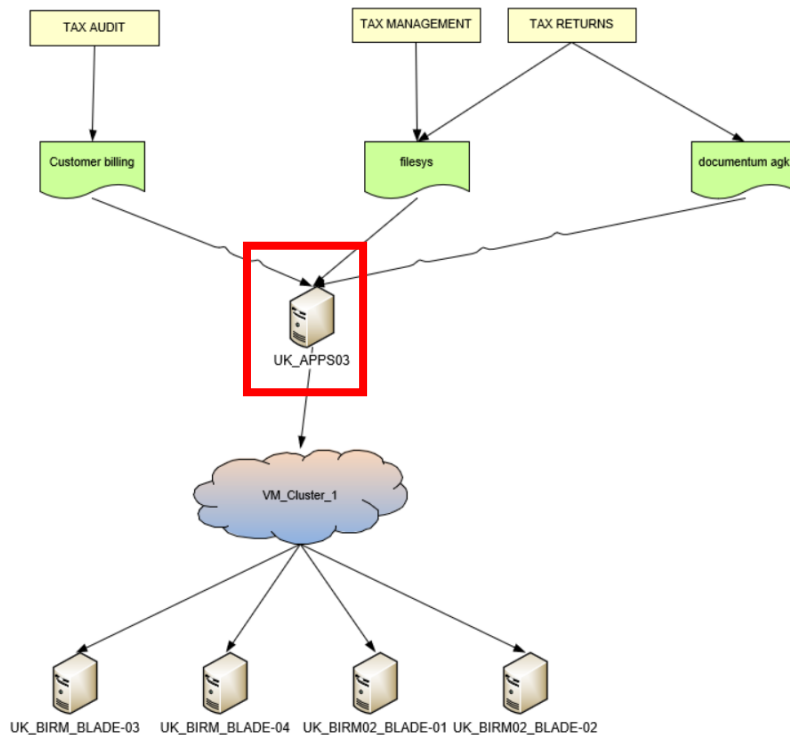 TAX AUDIT
TAX MANAGEMENT
TAX RETURNS
Customer billing
filesys
documentum agk
UK_APPS03
VM_Cluster_1
UK_BIRM_BLADE-03
UK_BIRM_BLADE-04
UK_BIRM02_BLADE-01
UK_BIRM02_BLADE-02